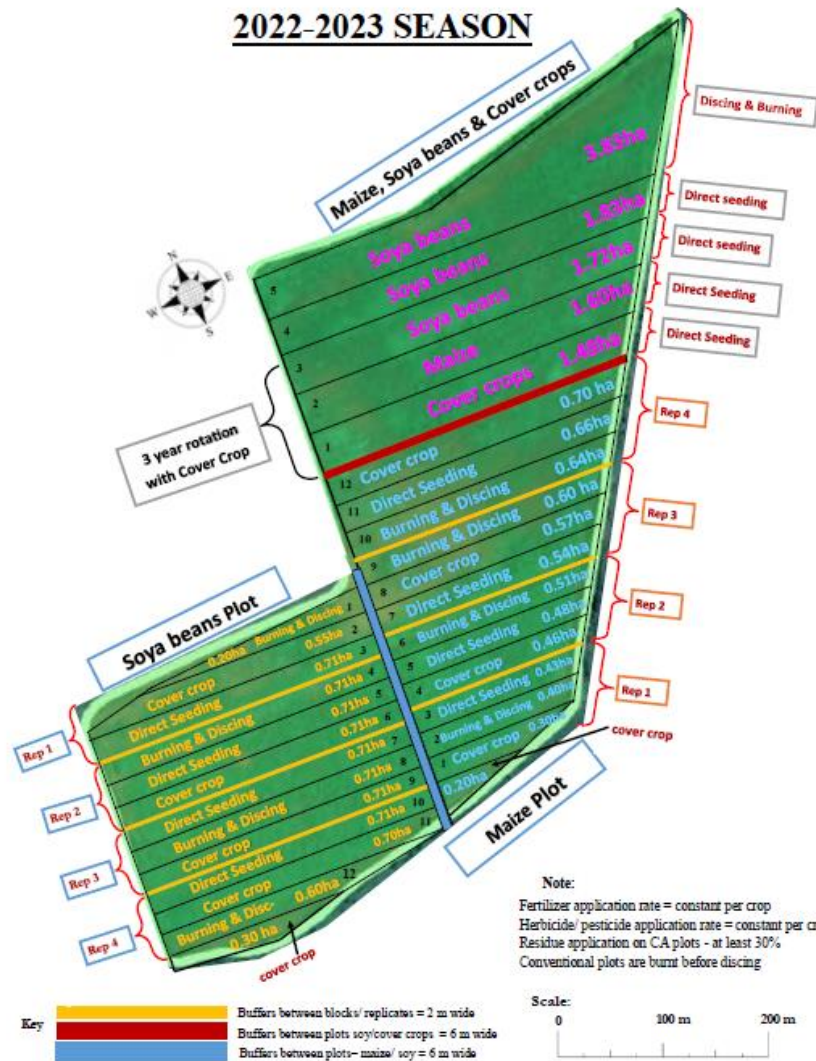 2022-2023 SEASON
Maize, Soya beans & Cover crops
Discing & Burning
Direct seeding
Direct seeding
Direct Seeding
Direct Seeding
N
E
S
W
5
Soya beans
3.83ha
4
Soya beans
1.83ha
3
Soya beans
1.72ha
2
Maize
1.60ha
1
Cover crops
1.48ha
3 year rotation
with Cover Crop
12
Cover crop
0.70 ha
11
Direct Seeding
0.66ha
10
Burning & Discing
0.64ha
9
Burning & Discing
0.60 ha
8
Cover crop
0.57ha
7
Direct Seeding
0.54ha
6
Burning & Discing
0.51ha
5
Direct Seeding
0.48ha
4
Cover crop
0.46ha
3
Direct Seeding
0.43ha
2
Burning & Discing
0.40ha
1
Cover crop
0.30ha
0.20ha
cover crop
Rep 4
Rep 3
Rep 2
Rep 1
Maize Plot
Soya beans Plot
0.20ha
Burning & Discing
1
Cover crop
0.55ha
2
Direct Seeding
0.71ha
3
Burning & Discing
0.71ha
4
Direct Seeding
0.71ha
5
Cover crop
0.71ha
6
Direct Seeding
0.71ha
7
Burning & Discing
0.71ha
8
Cover crop
0.71ha
9
Direct Seeding
0.71ha
10
Cover crop
0.70ha
11
Burning & Disc-
0.60ha
12
0.30 ha
cover crop
Rep 1
Rep 2
Rep 3
Rep 4
Note:
Fertilizer application rate = constant per crop
Herbicide/ pesticide application rate = constant per cr
Residue application on CA plots - at least 30%
Conventional plots are burnt before discing
Key
Buffers between blocks/ replicates = 2 m wide
Buffers between plots soy/cover crops = 6 m wide
Buffers between plots– maize/ soy = 6 m wide
Scale:
0
100 m
200 m